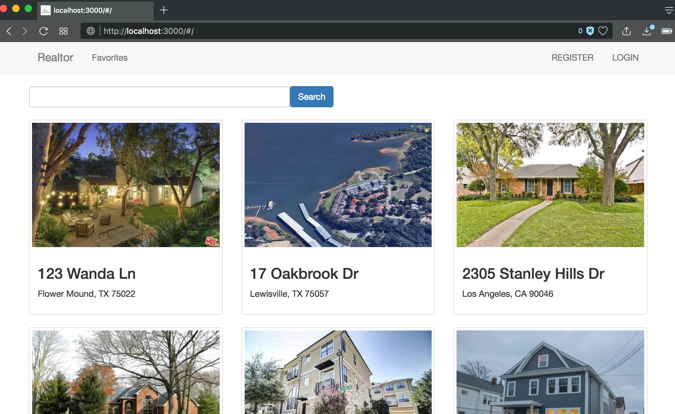 localhost:3000/#/
http://localhost:3000/#/
0
Realtor
Favorites
REGISTER
LOGIN
Search
123 Wanda Ln
Flower Mound, TX 75022
17 Oakbrook Dr
Lewisville, TX 75057
2305 Stanley Hills Dr
Los Angeles, CA 90046